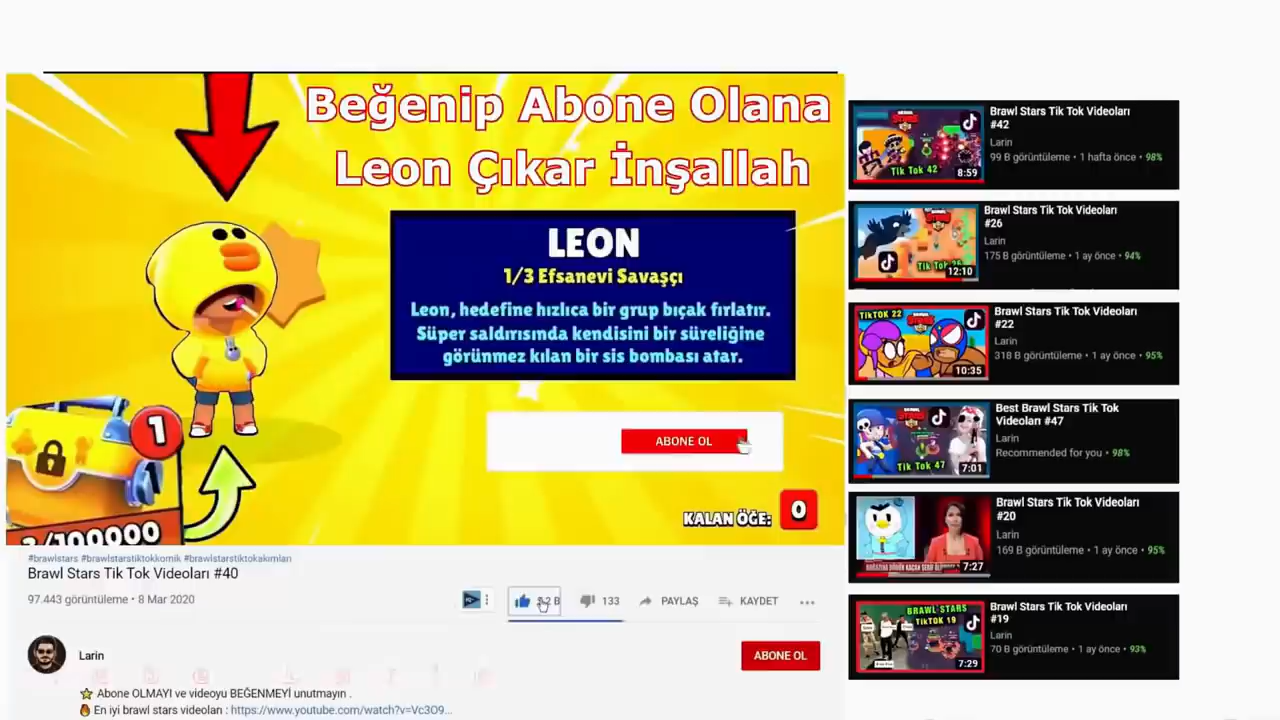 Beğenip Abone Olana
Leon Çıkar İnşallah
LEON
1/3 Efsanevi Savaşçı
Leon, hedefine hızlıca bir grup bıçak fırlatır.
Süper saldırısında kendisini bir süreliğine
görünmez kılan bir sis bombası atar.
ABONE OL
1
KALAN ÖĞE: 0
/100000
#brawlstars #brawlstarstiktokkomik #brawlstarstiktokakımları
Brawl Stars Tik Tok Videoları #40
97.443 görüntüleme • 8 Mar 2020
133
PAYLAŞ
KAYDET
Larin
ABONE OL
Abone OLMAYI ve videoyu BEĞENMEYİ unutmayın .
En iyi brawl stars videoları : https://www.youtube.com/watch?v=Vc3O9...
Tik Tok 42
8:59
Brawl Stars Tik Tok Videoları
#42
Larin
99 B görüntüleme • 1 hafta önce • 98%
12:10
Brawl Stars Tik Tok Videoları
#26
Larin
175 B görüntüleme • 1 ay önce • 94%
TikTOK 22
10:35
Brawl Stars Tik Tok Videoları
#22
Larin
318 B görüntüleme • 1 ay önce • 95%
Tik Tok 47
7:01
Best Brawl Stars Tik Tok
Videoları #47
Larin
Recommended for you • 98%
7:27
Brawl Stars Tik Tok Videoları
#20
Larin
169 B görüntüleme • 1 ay önce • 95%
BRAWL STARS
TikTOK 19
7:29
Brawl Stars Tik Tok Videoları
#19
Larin
70 B görüntüleme • 1 ay önce • 93%